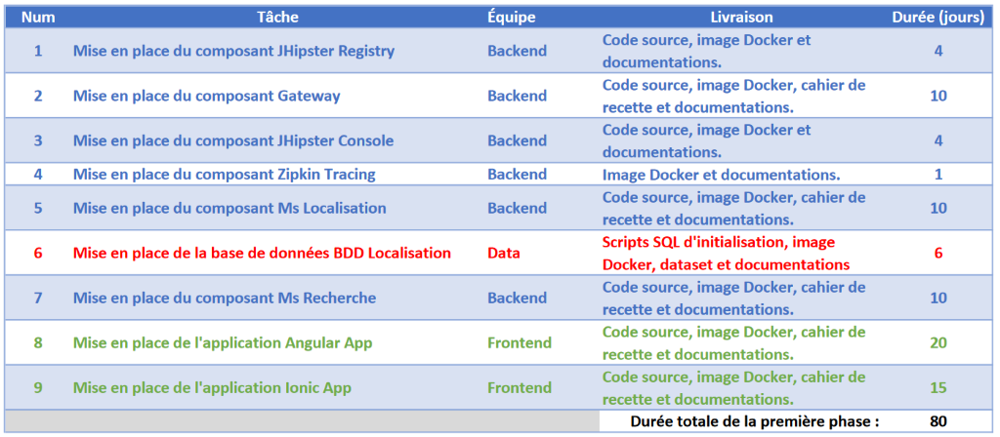 Num Tâche Équipe Livraison Durée (jours)
1 Mise en place du composant JHipster Registry Backend Code source, image Docker et
documentations. 4
2 Mise en place du composant Gateway Backend Code source, image Docker, cahier de
recette et documentations. 10
3 Mise en place du composant JHipster Console Backend Code source, image Docker et
documentations. 4
4 Mise en place du composant Zipkin Tracing Backend Image Docker et documentations. 1
5 Mise en place du composant Ms Localisation Backend Code source, image Docker, cahier de
recette et documentations. 10
6 Mise en place de la base de données BDD Localisation Data Scripts SQL d'initialisation, image
Docker, dataset et documentations 6
7 Mise en place du composant Ms Recherche Backend Code source, image Docker, cahier de
recette et documentations. 10
8 Mise en place de l'application Angular App Frontend Code source, image Docker, cahier de
recette et documentations. 20
9 Mise en place de l'application Ionic App Frontend Code source, image Docker, cahier de
recette et documentations. 15
Durée totale de la première phase : 80